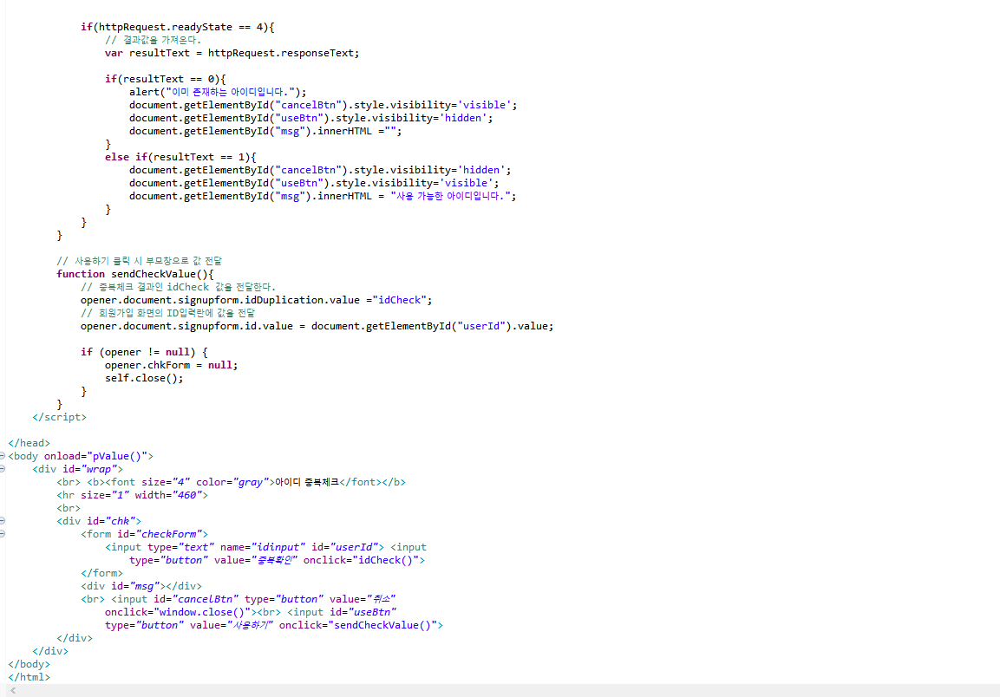 if(httpRequest.readyState == 4){
// 결과값을 가져온다.
var resultText = httpRequest.responseText;
if(resultText == 0){
alert("이미 존재하는 아이디입니다.");
document.getElementById("cancelBtn").style.visibility='visible';
document.getElementById("useBtn").style.visibility='hidden';
document.getElementById("msg").innerHTML ="";
}
else if(resultText == 1){
document.getElementById("cancelBtn").style.visibility='hidden';
document.getElementById("useBtn").style.visibility='visible';
document.getElementById("msg").innerHTML = "사용 가능한 아이디입니다.";
}
}
}
// 사용하기 클릭 시 부모창으로 값 전달
function sendCheckValue(){
// 중복체크 결과인 idCheck 값을 전달한다.
opener.document.signupform.idDuplication.value ="idCheck";
// 회원가입 화면의 ID입력란에 값을 전달
opener.document.signupform.id.value = document.getElementById("userId").value;
if (opener != null) {
opener.chkForm = null;
self.close();
}
}
</script>
</head>
<body onload="pValue()">
<div id="wrap">
<br> <b><font size="4" color="gray">아이디 중복체크</font></b>
<hr size="1" width="460">
<br>
<div id="chk">
<form id="checkForm">
<input type="text" name="idinput" id="userId"> <input
type="button" value="중복확인" onclick="idCheck()">
</form>
<div id="msg"></div>
<br> <input id="cancelBtn" type="button" value="취소"
onclick="window.close()"><br> <input id="useBtn"
type="button" value="사용하기" onclick="sendCheckValue()">
</div>
</div>
</body>
</html>